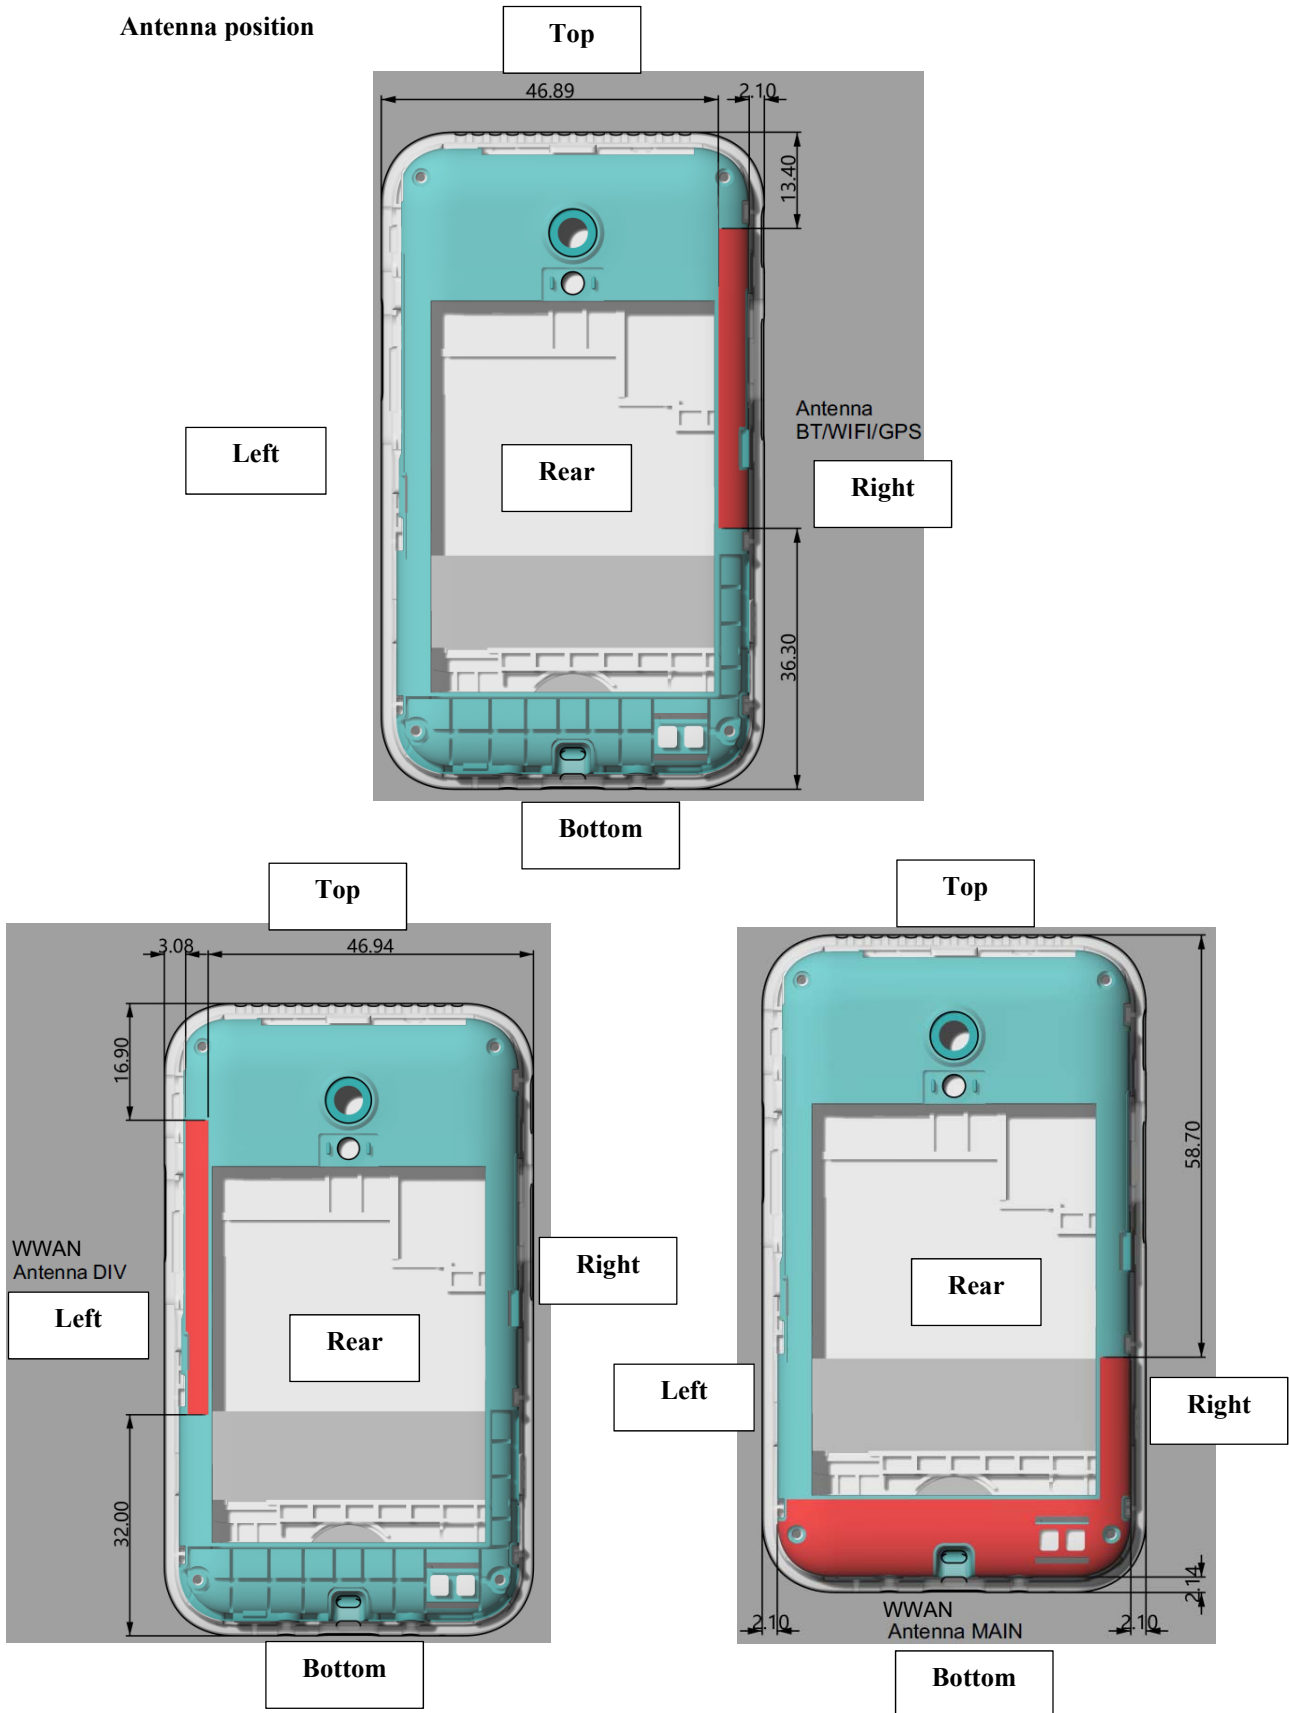 Antenna position
Top
46.89
2.10
13.40
Antenna
BT/WIFI/GPS
Left
Rear
Right
36.30
Bottom
Top
3.08
46.94
16.90
WWAN
Antenna DIV
Left
Right
Rear
32.00
Bottom
Top
58.70
Rear
Left
Right
2.14
2.10
WWAN
Antenna MAIN
2.10
Bottom